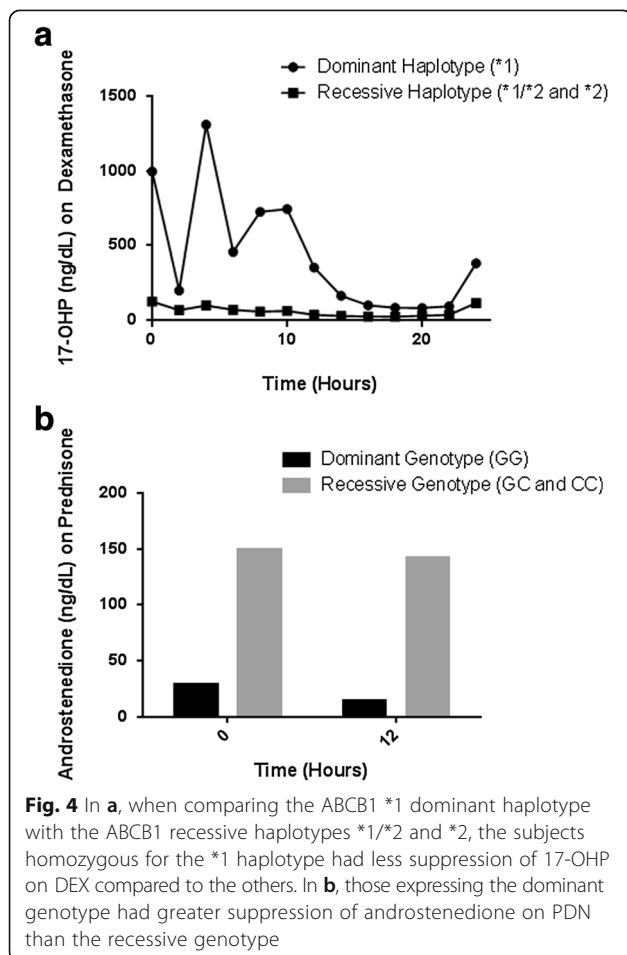 a
Dominant Haplotype (*1)
Recessive Haplotype (*1/*2 and *2)
17-OHP (ng/dL) on Dexamethasone
1500
1000
500
0
0
10
20
Time (Hours)
b
Dominant Genotype (GG)
Recessive Genotype (GC and CC)
Androstenedione (ng/dL) on Prednisone
200
150
100
50
0
0
12
Time (Hours)
Fig. 4 In a, when comparing the ABCB1 *1 dominant haplotype
with the ABCB1 recessive haplotypes *1/*2 and *2, the subjects
homozygous for the *1 haplotype had less suppression of 17-OHP
on DEX compared to the others. In b, those expressing the dominant
genotype had greater suppression of androstenedione on PDN
than the recessive genotype